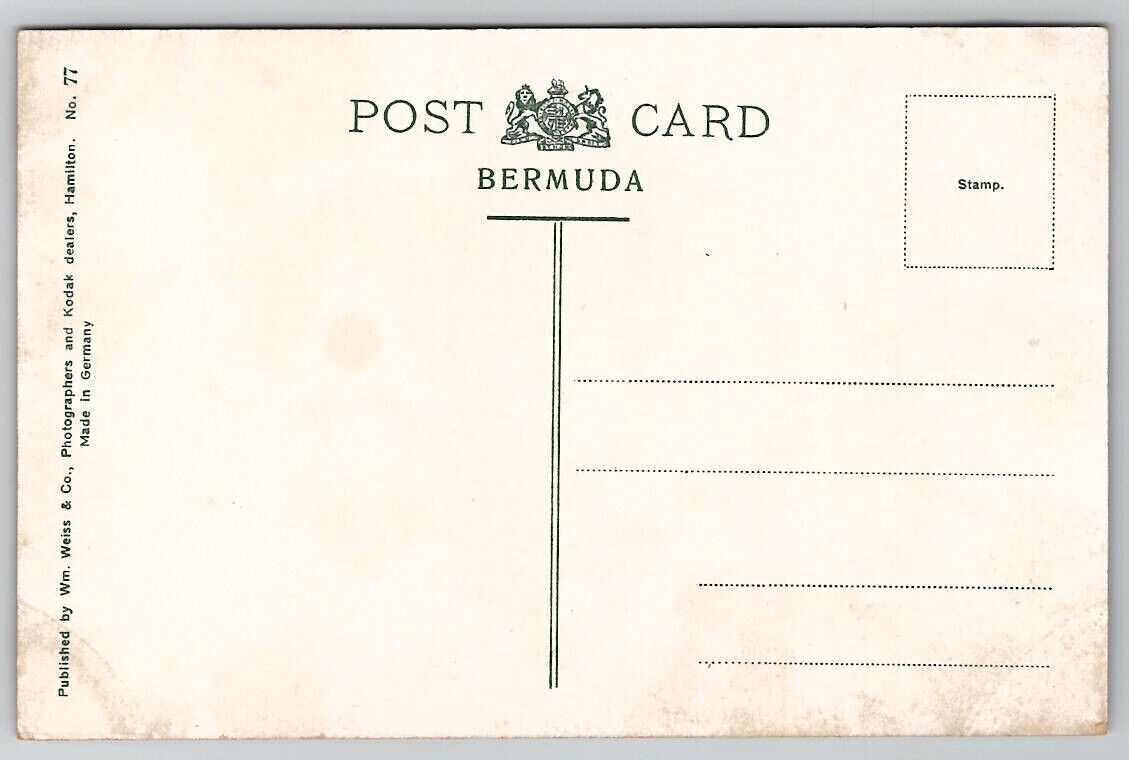 POST CARD
BERMUDA
Stamp.
Published by Wm. Weiss & Co., Photographers and Kodak dealers, Hamilton. No. 77
Made in Germany